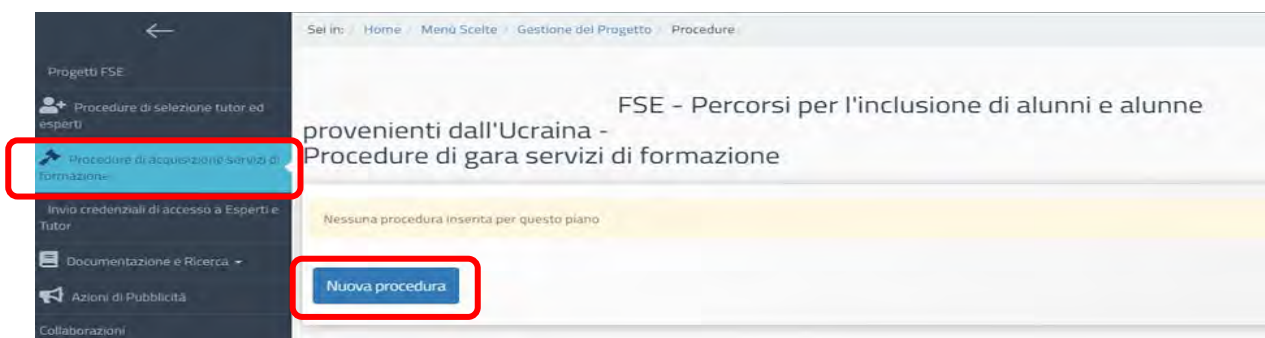 Sei in: / Home / Menù Scelte / Gestione del Progetto / Procedure
Progetti FSE
Procedure di selezione tutor ed
esperti
Procedure di acquisizione servizi di
formazione
Invio credenziali di accesso a Esperti e
Tutor
Documentazione e Ricerca
Azioni di Pubblicità
Collaborazioni
FSE - Percorsi per l'inclusione di alunni e alunne
provenienti dall'Ucraina -
Procedure di gara servizi di formazione
Nessuna procedura inserita per questo piano
Nuova procedura